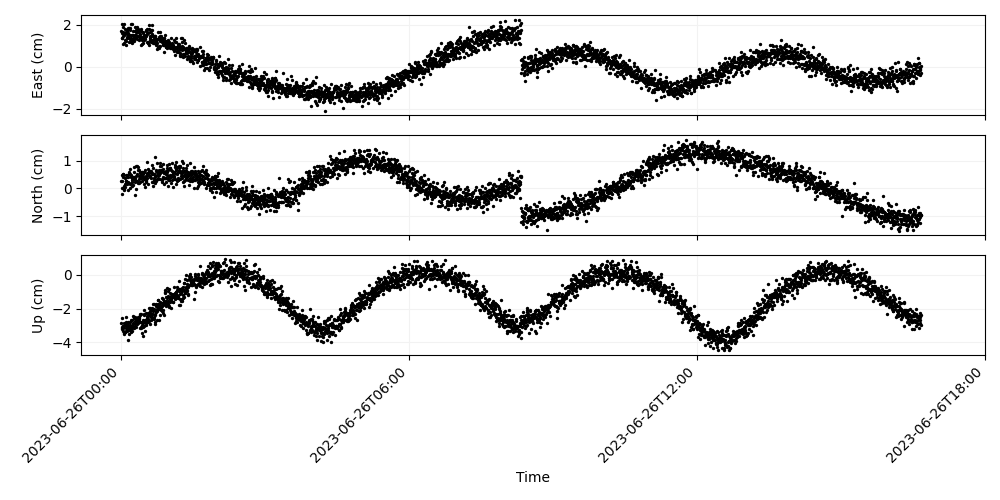 East (cm)
2
0
−2
North (cm)
1
0
−1
Up (cm)
0
−2
−4
2023-06-26T00:00
2023-06-26T06:00
2023-06-26T12:00
2023-06-26T18:00
Time